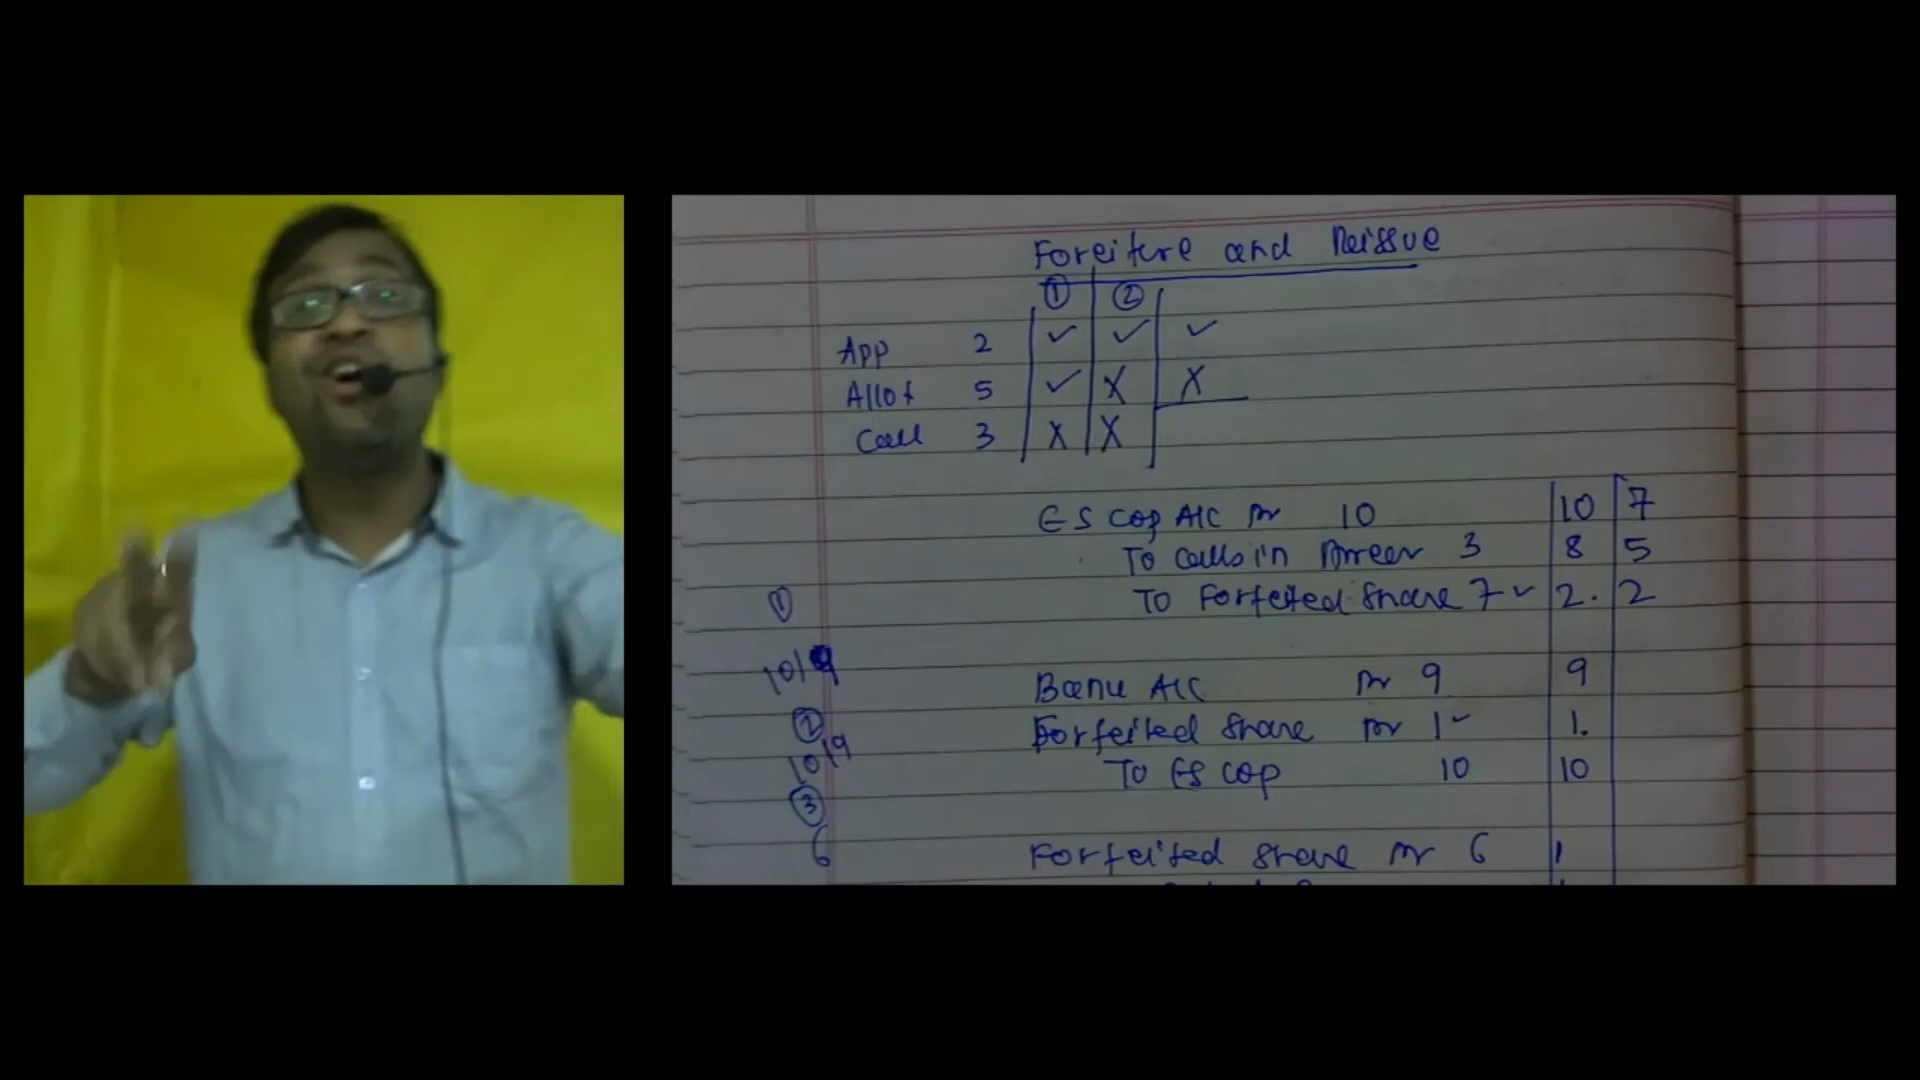 Foreiture and Reissue
① ②
App 2 ✓ ✓ ✓
Allot 5 ✓ X X
Call 3 X X
ES Cap A/C Dr 10 10 7
To Calls in Arrear 3 8 5
① To Forfeited Share 7 ✓ 2. 2
10/9
Bank A/C Dr 9 9
② Forfeited Share Dr 1 ✓ 1.
10/9 To ES Cap 10 10
③
6 Forfeited Share Dr 6 1